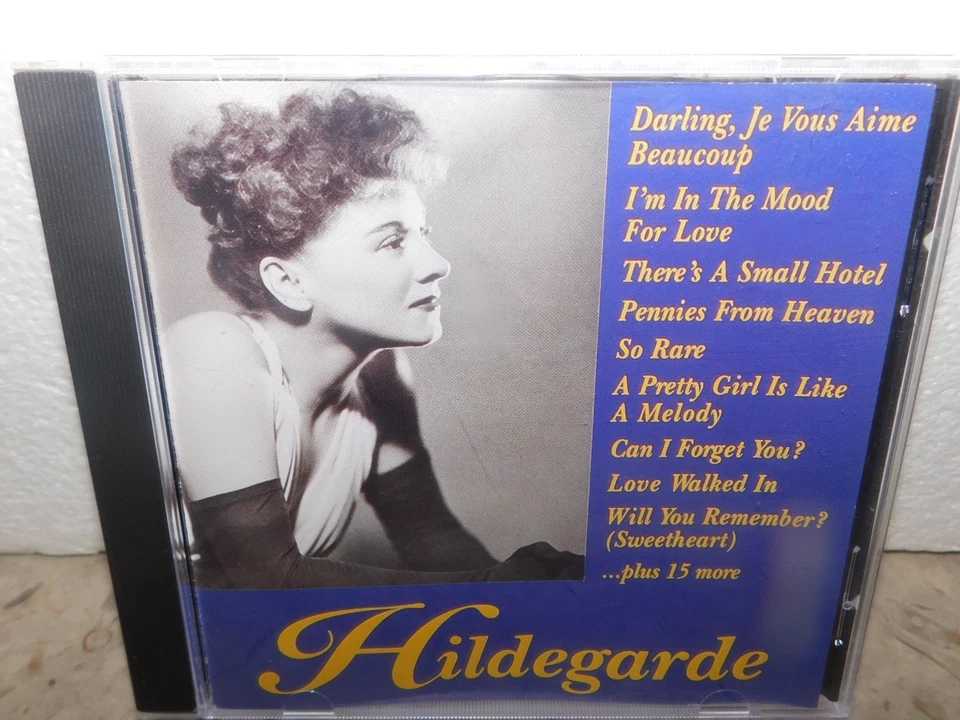 Darling, Je Vous Aime
Beaucoup
I'm In The Mood
For Love
There's A Small Hotel
Pennies From Heaven
So Rare
A Pretty Girl Is Like
A Melody
Can I Forget You?
Love Walked In
Will You Remember?
(Sweetheart)
...plus 15 more
Hildegarde